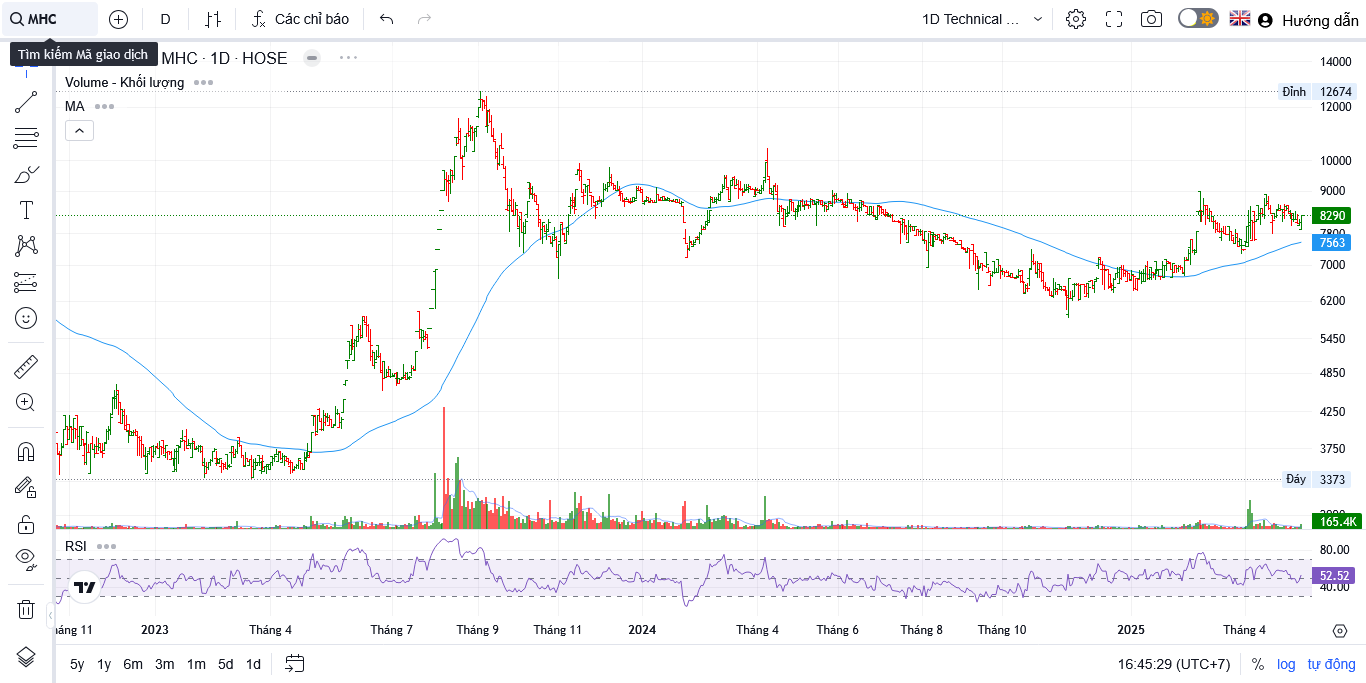 MHC
D
Các chỉ báo
1D Technical ...
Hướng dẫn
Tìm kiếm Mã giao dịch
MHC · 1D · HOSE
Volume - Khối lượng
MA
14000
Đỉnh 12674
12000
10000
9000
8290
7800
7563
7000
6200
5450
4850
4250
3750
Đáy 3373
165.4K
RSI
80.00
52.52
40.00
áng 11 2023 Tháng 4 Tháng 7 Tháng 9 Tháng 11 2024 Tháng 4 Tháng 6 Tháng 8 Tháng 10 2025 Tháng 4
5y 1y 6m 3m 1m 5d 1d
16:45:29 (UTC+7) % log tự động